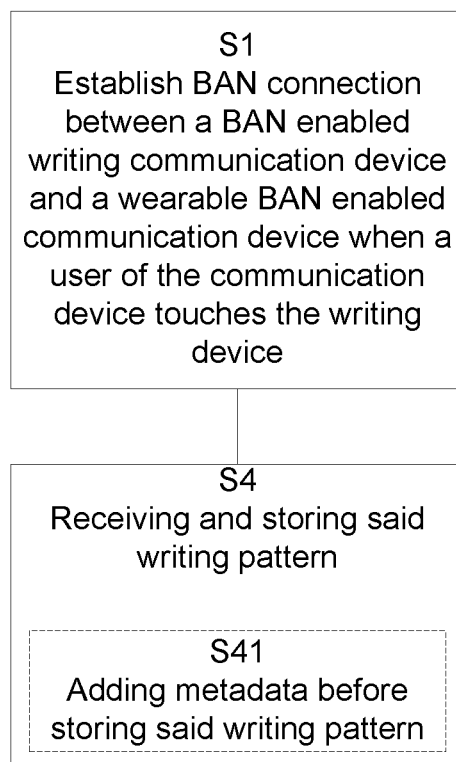 S1
Establish BAN connection
between a BAN enabled
writing communication device
and a wearable BAN enabled
communication device when a
user of the communication
device touches the writing
device
S4
Receiving and storing said
writing pattern
S41
Adding metadata before
storing said writing pattern